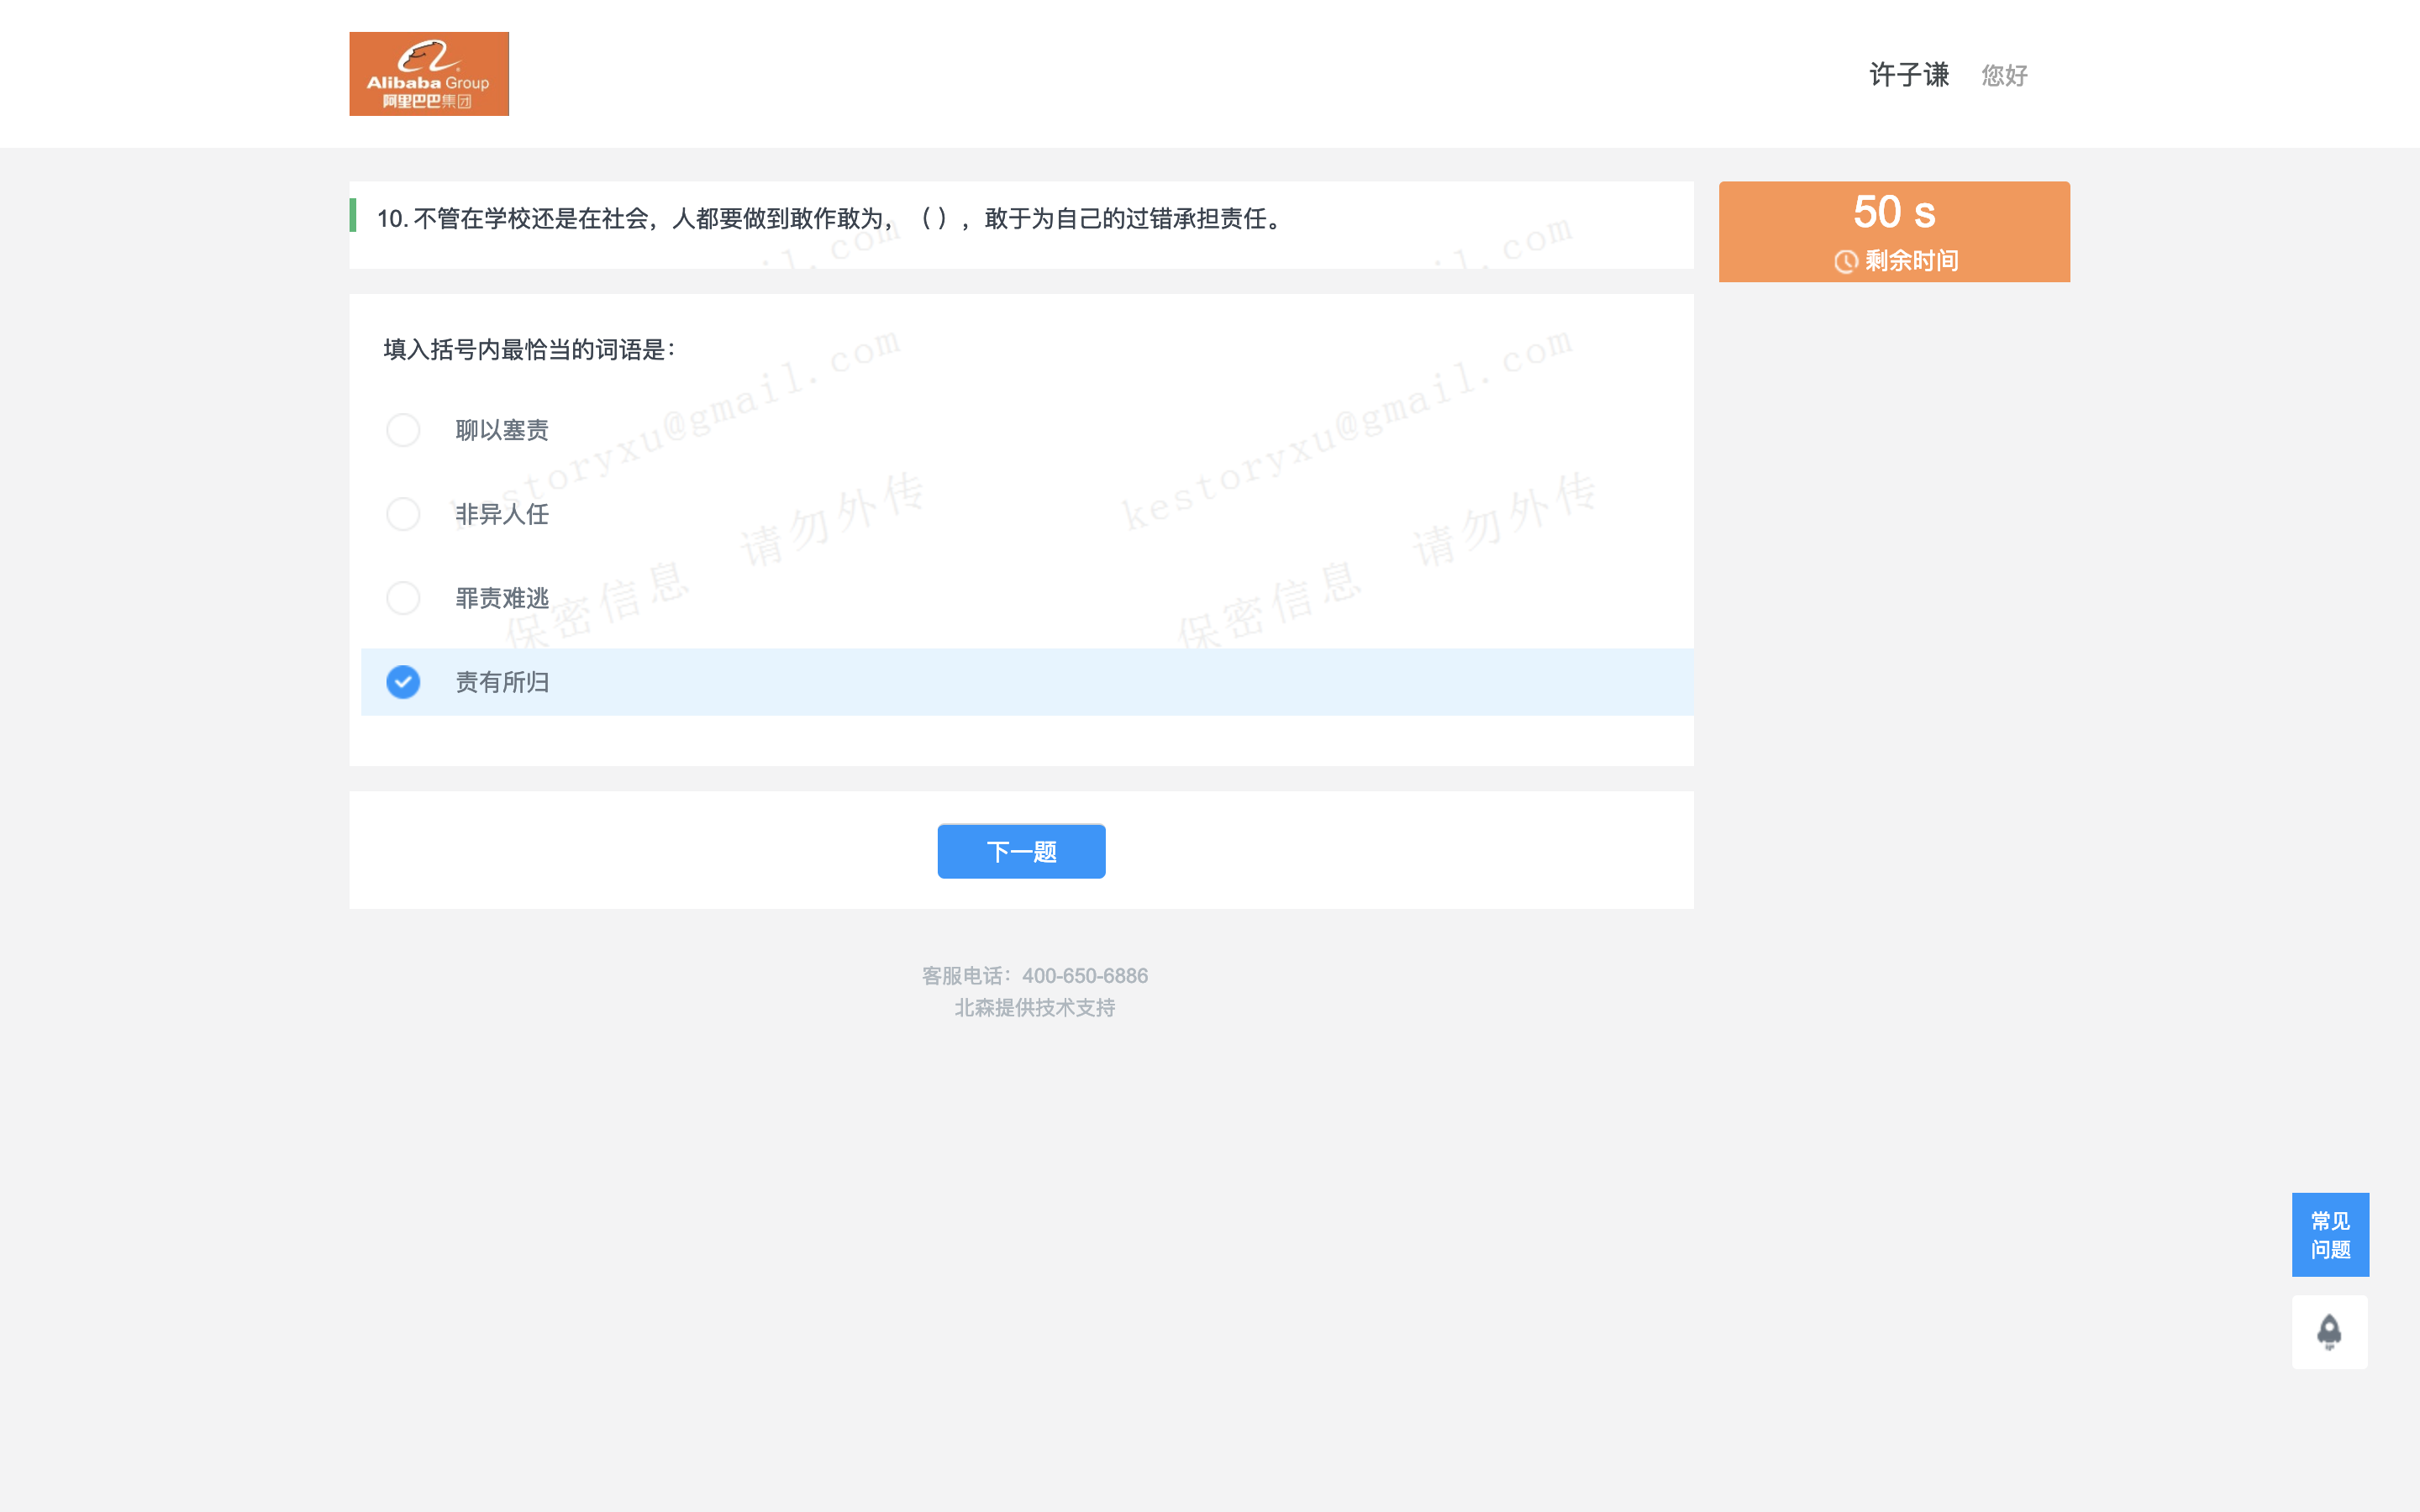 Alibaba Group
阿里巴巴集团
许子谦 您好
10. 不管在学校还是在社会，人都要做到敢作敢为，（ ），敢于为自己的过错承担责任。
50 s
剩余时间
填入括号内最恰当的词语是：
聊以塞责
非异人任
罪责难逃
责有所归
kestoryxu@gmail.com
保密信息 请勿外传
kestoryxu@gmail.com
保密信息 请勿外传
下一题
客服电话：400-650-6886
北森提供技术支持
常见
问题